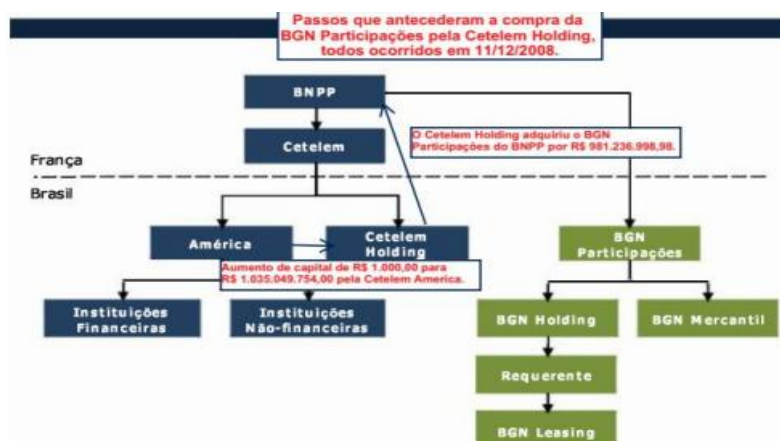 Passos que antecederam a compra da
BGN Participações pela Cetelem Holding,
todos ocorridos em 11/12/2008.
BNPP
O Cetelem Holding adquiriu o BGN
Participações do BNPP por R$ 981.236.998,98.
Cetelem
França
Brasil
América
Cetelem
Holding
BGN
Participações
Aumento de capital de R$ 1.000,00 para
R$ 1.035.049.754,00 pela Cetelem America.
Instituições
Financeiras
Instituições
Não-financeiras
BGN Holding
BGN Mercantil
Requerente
BGN Leasing